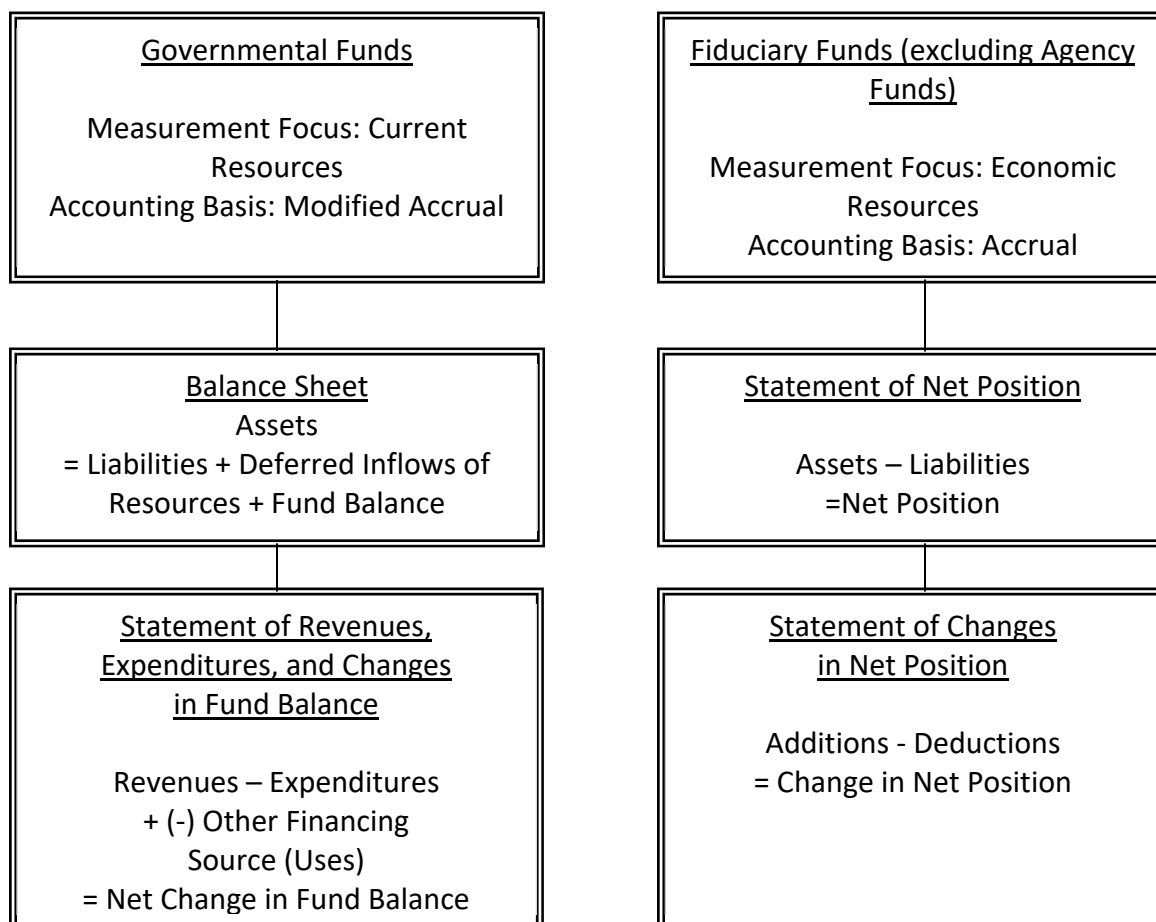 Governmental Funds
Measurement Focus: Current
Resources
Accounting Basis: Modified Accrual
Balance Sheet
Assets
= Liabilities + Deferred Inflows of
Resources + Fund Balance
Statement of Revenues,
Expenditures, and Changes
in Fund Balance
Revenues – Expenditures
+ (-) Other Financing
Source (Uses)
= Net Change in Fund Balance
Fiduciary Funds (excluding Agency
Funds)
Measurement Focus: Economic
Resources
Accounting Basis: Accrual
Statement of Net Position
Assets – Liabilities
=Net Position
Statement of Changes
in Net Position
Additions - Deductions
= Change in Net Position